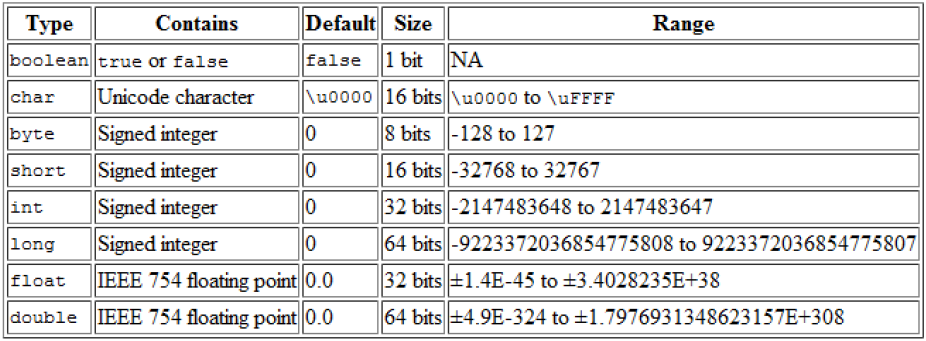 Type Contains Default Size Range
boolean true or false false 1 bit NA
char Unicode character \u0000 16 bits \u0000 to \uFFFF
byte Signed integer 0 8 bits -128 to 127
short Signed integer 0 16 bits -32768 to 32767
int Signed integer 0 32 bits -2147483648 to 2147483647
long Signed integer 0 64 bits -9223372036854775808 to 9223372036854775807
float IEEE 754 floating point 0.0 32 bits ±1.4E-45 to ±3.4028235E+38
double IEEE 754 floating point 0.0 64 bits ±4.9E-324 to ±1.7976931348623157E+308